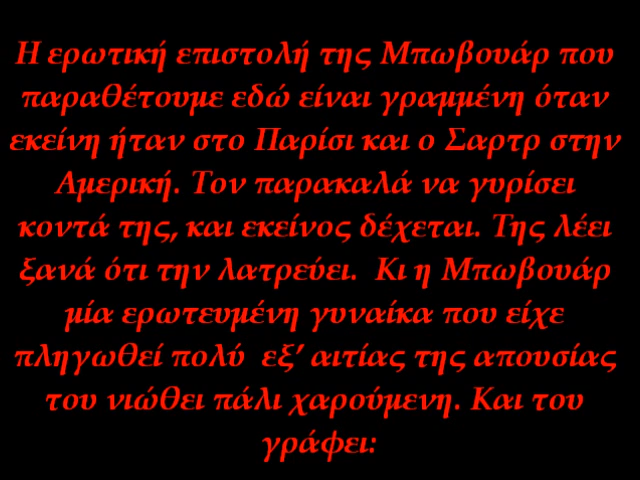 Η ερωτική επιστολή της Μπωβουάρ που
παραθέτουμε εδώ είναι γραμμένη όταν
εκείνη ήταν στο Παρίσι και ο Σαρτρ στην
Αμερική. Τον παρακαλά να γυρίσει
κοντά της, και εκείνος δέχεται. Της λέει
ξανά ότι την λατρεύει.  Κι η Μπωβουάρ
μία ερωτευμένη γυναίκα που είχε
πληγωθεί πολύ  εξ’ αιτίας της απουσίας
του νιώθει πάλι χαρούμενη. Και του
γράφει: